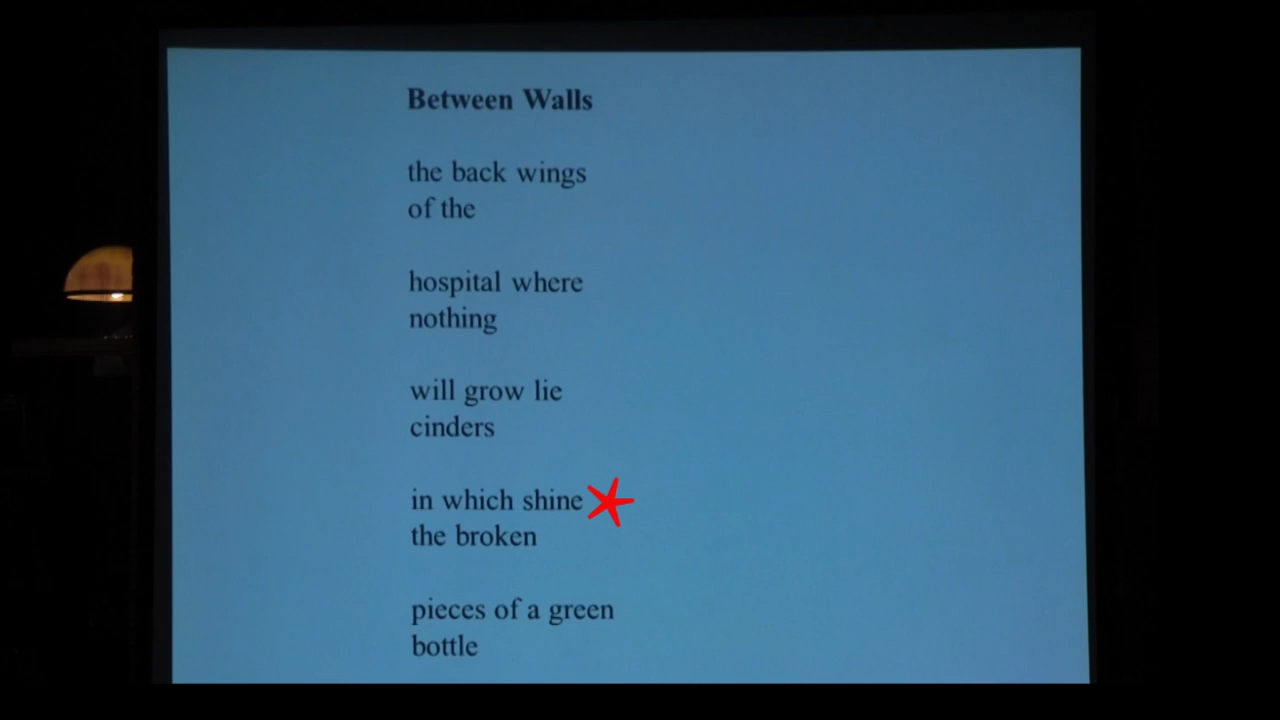 Between Walls
the back wings
of the
hospital where
nothing
will grow lie
cinders
in which shine
the broken
pieces of a green
bottle